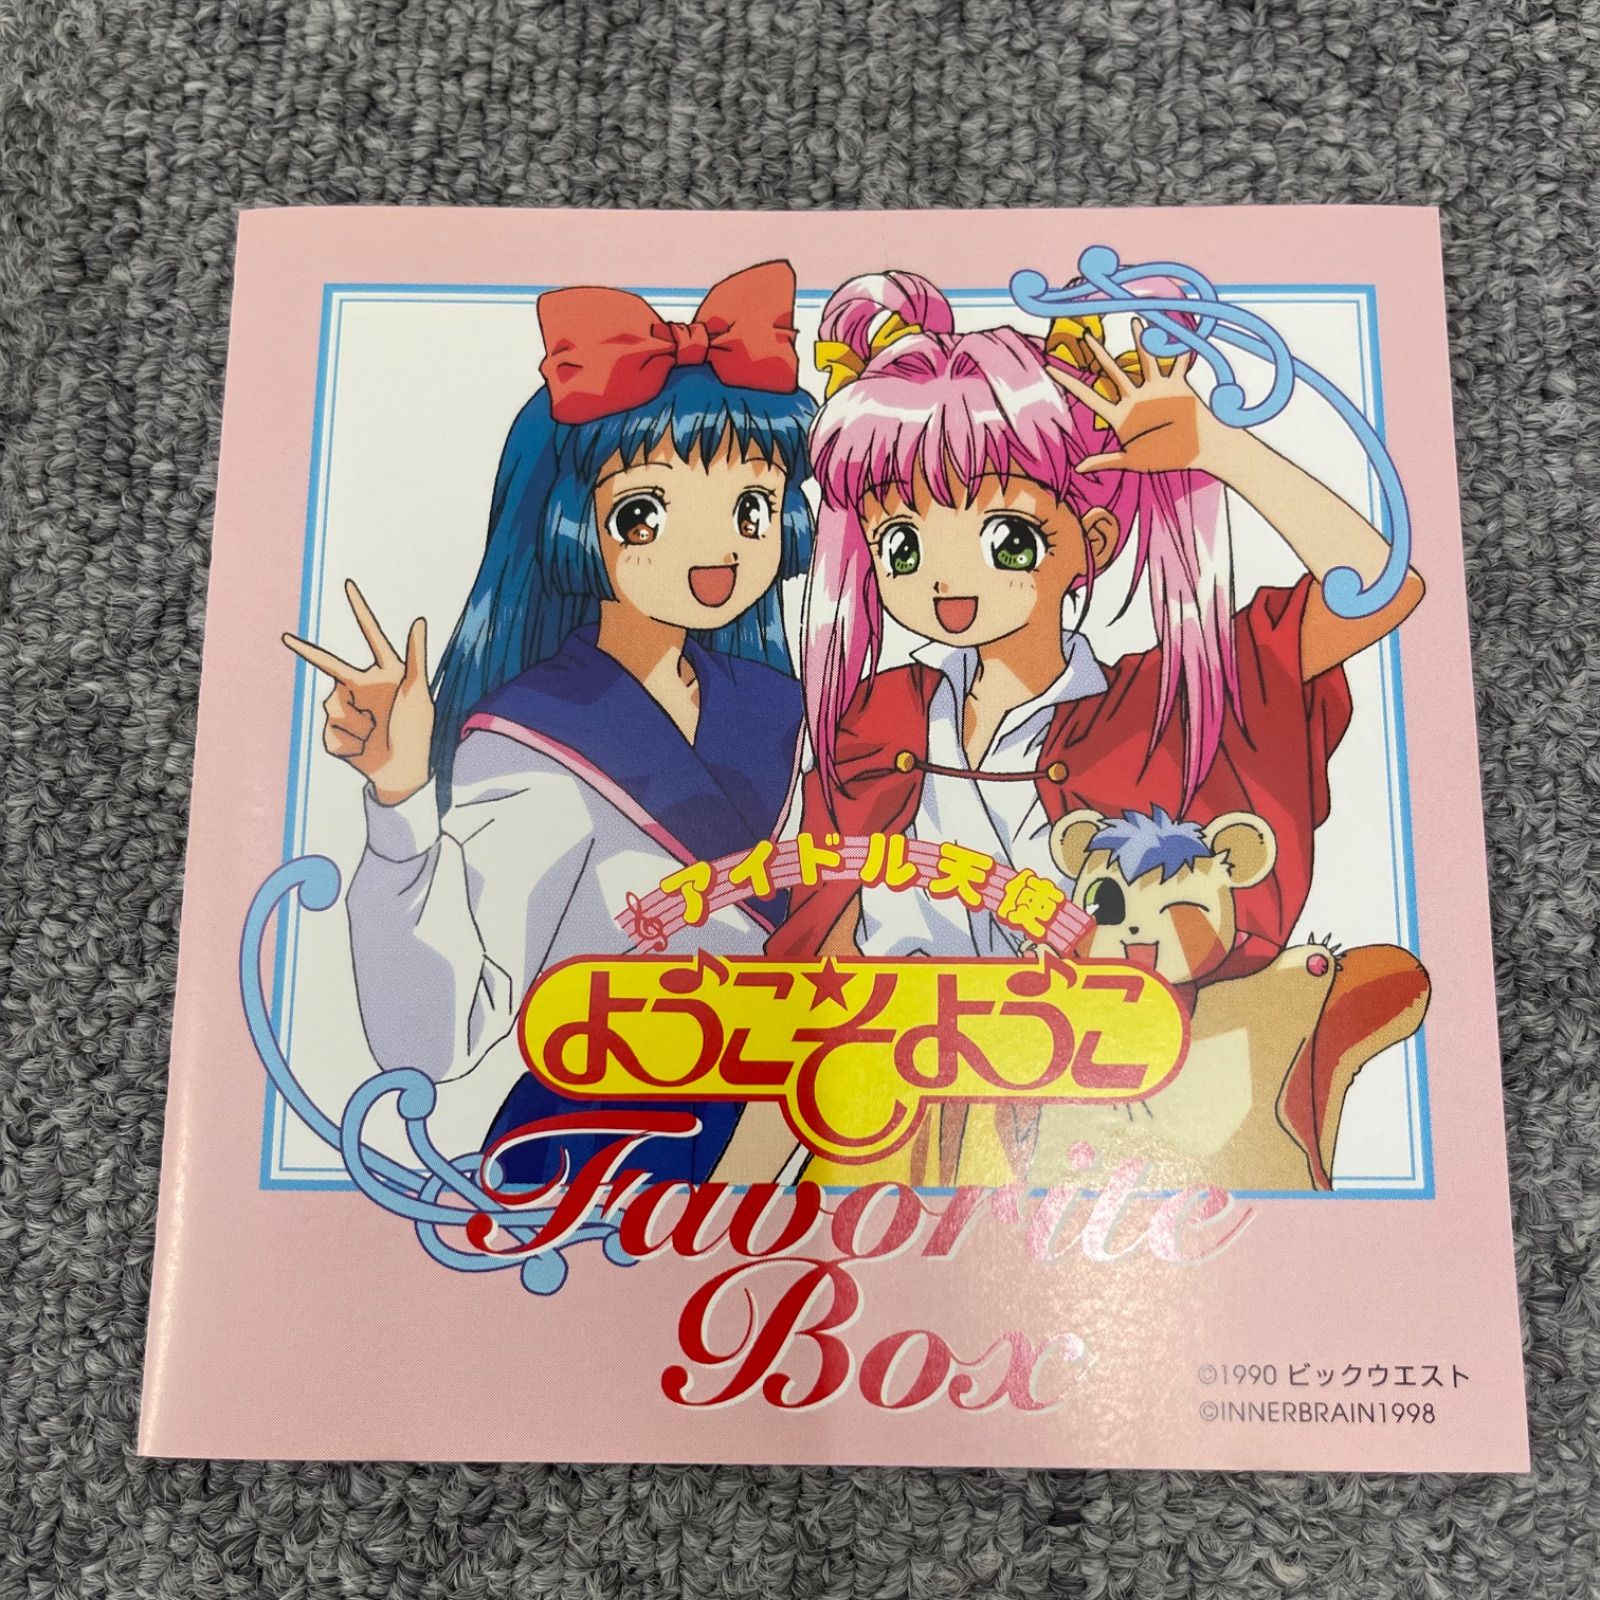 アイドル天使
ようこそようこ
Favorite
Box
©1990 ビックウエスト
©INNERBRAIN1998